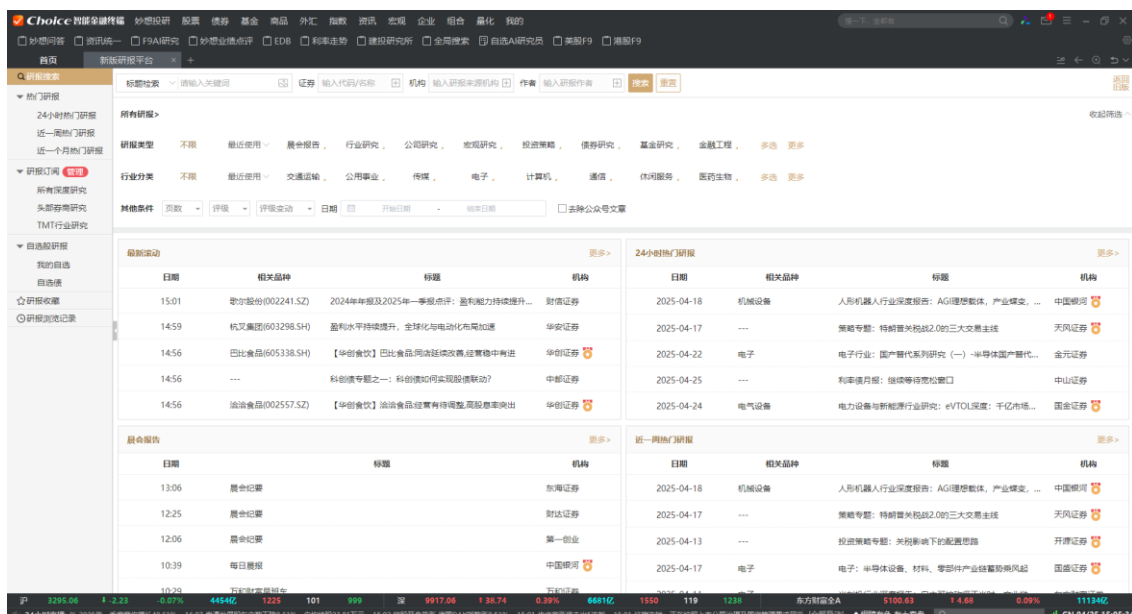 Choice智能金融终端 妙想投研 股票 债券 基金 商品 外汇 指数 资讯 宏观 企业 组合 量化 我的
搜一下，全都有
妙想问答 资讯统一 F9AI研究 妙想业绩点评 EDB 利率走势 建投研究所 全局搜索 自选AI研究员 美股F9 港股F9
首页 新版研报平台 × +
研报搜索
标题检索 请输入关键词 证券 输入代码/名称 机构 输入研报来源机构 作者 输入研报作者 搜索 重置 返回旧版
热门研报
24小时热门研报
近一周热门研报
近一个月热门研报
研报订阅 管理
所有深度研究
头部券商研究
TMT行业研究
自选股研报
我的自选
自选债
研报收藏
研报浏览记录
所有研报> 收起筛选
研报类型 不限 最近使用 晨会报告 行业研究 公司研究 宏观研究 投资策略 债券研究 基金研究 金融工程 多选 更多
行业分类 不限 最近使用 交通运输 公用事业 传媒 电子 计算机 通信 休闲服务 医药生物 多选 更多
其他条件 页数 评级 评级变动 日期 开始日期 - 结束日期 去除公众号文章
最新滚动 更多>
日期 相关品种 标题 机构
15:01 歌尔股份(002241.SZ) 2024年年报及2025年一季报点评：盈利能力持续提升... 财信证券
14:59 杭叉集团(603298.SH) 盈利水平持续提升，全球化与电动化布局加速 华安证券
14:56 巴比食品(605338.SH) 【华创食饮】巴比食品:同店延续改善,经营稳中有进 华创证券
14:56 --- 科创债专题之一：科创债如何实现股债联动？ 中邮证券
14:56 洽洽食品(002557.SZ) 【华创食饮】洽洽食品:经营有待调整,高股息率突出 华创证券
24小时热门研报 更多>
日期 相关品种 标题 机构
2025-04-18 机械设备 人形机器人行业深度报告：AGI理想载体，产业蝶变，... 中国银河
2025-04-17 --- 策略专题：特朗普关税战2.0的三大交易主线 天风证券
2025-04-22 电子 电子行业：国产替代系列研究（一）-半导体国产替代... 金元证券
2025-04-25 --- 利率债月报：继续等待宽松窗口 中山证券
2025-04-24 电气设备 电力设备与新能源行业研究：eVTOL深度：千亿市场... 国金证券
晨会报告 更多>
日期 标题 机构
13:06 晨会纪要 东海证券
12:25 晨会纪要 财达证券
12:06 晨会纪要 第一创业
10:39 每日晨报 中国银河
10:29 万和财富早班车 万和证券
近一周热门研报 更多>
日期 相关品种 标题 机构
2025-04-18 机械设备 人形机器人行业深度报告：AGI理想载体，产业蝶变，... 中国银河
2025-04-17 --- 策略专题：特朗普关税战2.0的三大交易主线 天风证券
2025-04-13 --- 投资策略专题：关税影响下的配置思路 开源证券
2025-04-17 电子 电子：半导体设备、材料、零部件产业链蓄势乘风起 国盛证券
沪 3295.06 -2.23 -0.07% 4454亿 1225 101 999 深 9917.06 38.74 0.39% 6681亿 1550 119 1238 东方财富全A 5100.63 4.68 0.09% 11134亿